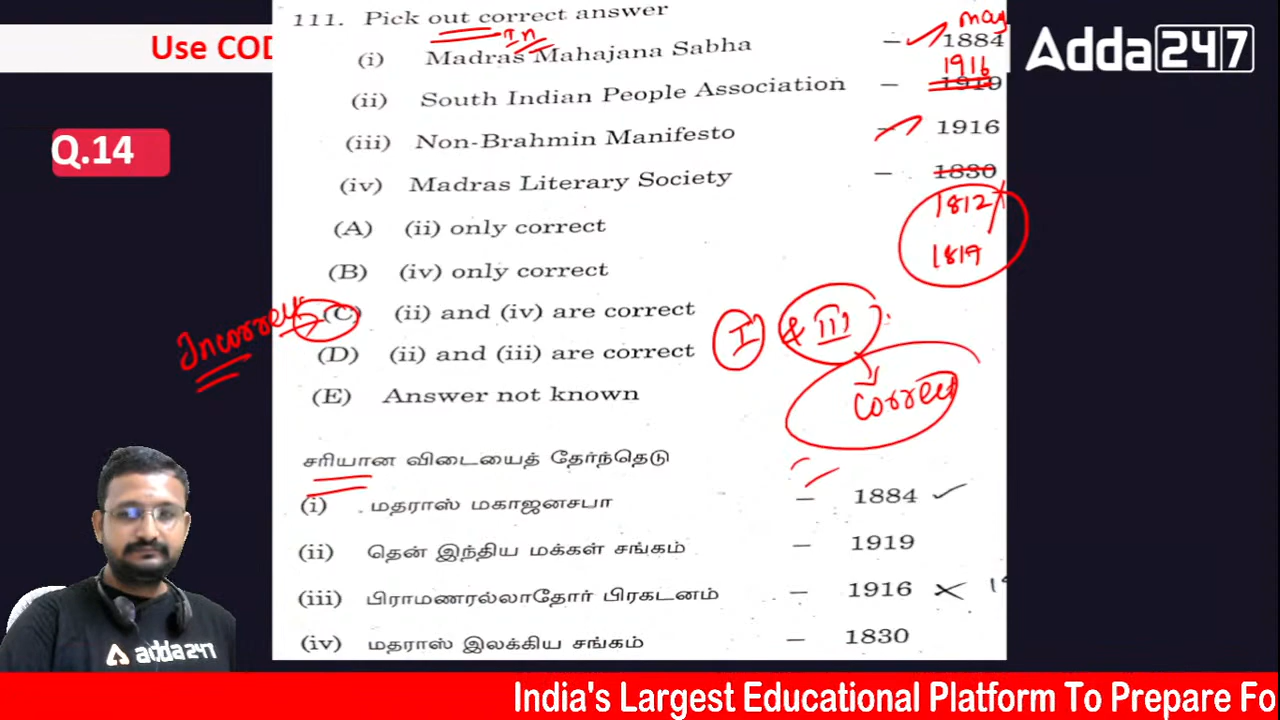 Use COD
Adda 247
Q.14
111. Pick out correct answer
In
may
(i) Madras Mahajana Sabha – 1884
1916
(ii) South Indian People Association – 1919
(iii) Non-Brahmin Manifesto – 1916
(iv) Madras Literary Society – 1830
1812
1819
(A) (ii) only correct
(B) (iv) only correct
Incorrect
(C) (ii) and (iv) are correct
I & III
(D) (ii) and (iii) are correct
correct
(E) Answer not known
சரியான விடையைத் தேர்ந்தெடு
(i) மதராஸ் மகாஜனசபா – 1884
(ii) தென் இந்திய மக்கள் சங்கம் – 1919
(iii) பிராமணரல்லாதோர் பிரகடனம் – 1916
(iv) மதராஸ் இலக்கிய சங்கம் – 1830
adda247
India's Largest Educational Platform To Prepare Fo